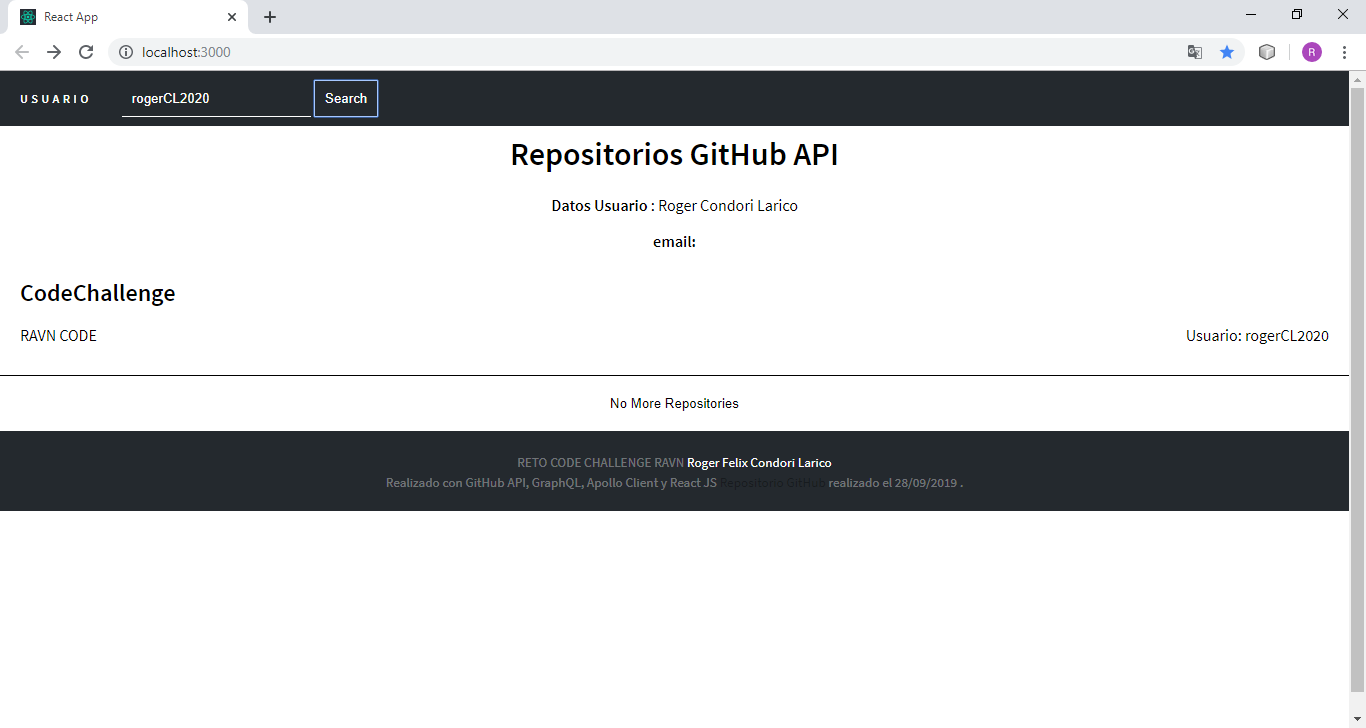 React App
localhost:3000
R
USUARIO rogerCL2020 Search
Repositorios GitHub API
Datos Usuario : Roger Condori Larico
email:
CodeChallenge
RAVN CODE Usuario: rogerCL2020
No More Repositories
RETO CODE CHALLENGE RAVN Roger Felix Condori Larico
Realizado con GitHub API, GraphQL, Apollo Client y React JS Repositorio GitHub realizado el 28/09/2019 .